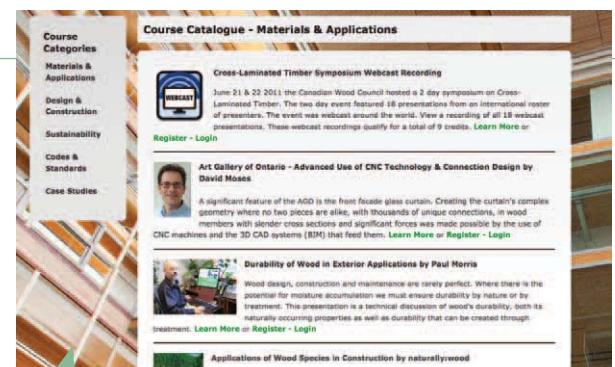 Course
Categories
Materials &
Applications
Design &
Construction
Sustainability
Codes &
Standards
Case Studies
Course Catalogue - Materials & Applications
WEBCAST
Cross-Laminated Timber Symposium Webcast Recording
June 21 & 22 2011 the Canadian Wood Council hosted a 2 day symposium on Cross-
Laminated Timber. The two day event featured 18 presentations from an international roster
of presenters. The event was webcast around the world. View a recording of all 18 webcast
presentations. These webcast recordings qualify for a total of 9 credits. Learn More or
Register - Login
Art Gallery of Ontario - Advanced Use of CNC Technology & Connection Design by
David Moses
A significant feature of the AGO is the front facade glass curtain. Creating the curtain's complex
geometry where no two pieces are alike, with thousands of unique connections, in wood
members with slender cross sections and significant forces was made possible by the use of
CNC machines and the 3D CAD systems (BIM) that feed them. Learn More or Register - Login
Durability of Wood in Exterior Applications by Paul Morris
Wood design, construction and maintenance are rarely perfect. Where there is the
potential for moisture accumulation we must ensure durability by nature or by
treatment. This presentation is a technical discussion of wood's durability, both its
naturally occurring properties as well as durability that can be created through
treatment. Learn More or Register - Login
Applications of Wood Species in Construction by naturally:wood